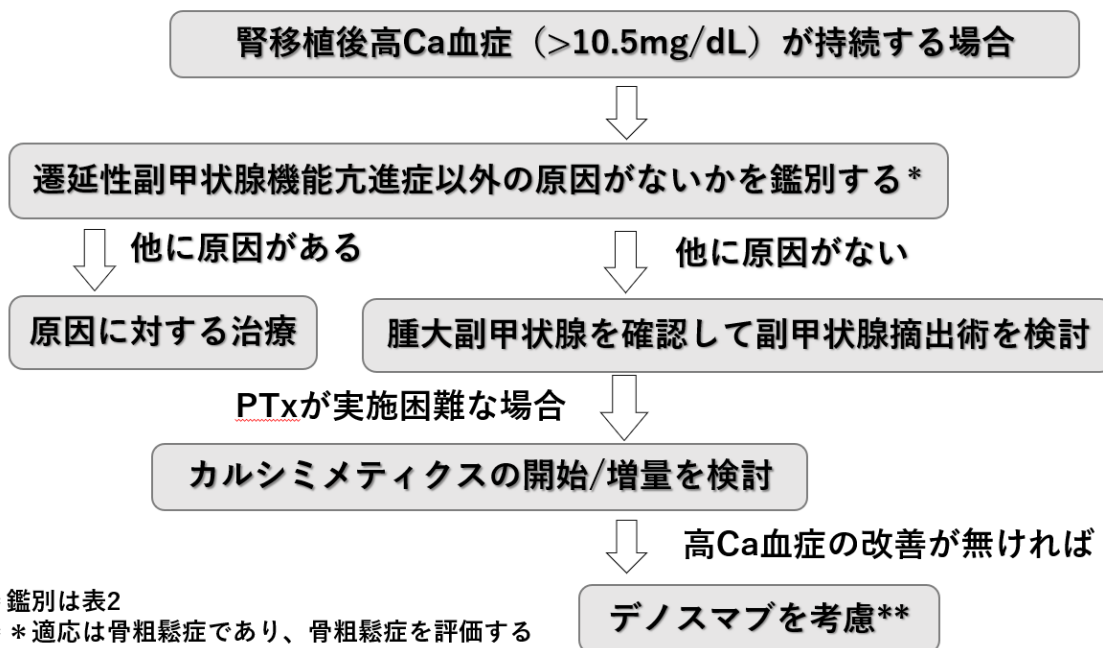 腎移植後高Ca血症（>10.5mg/dL）が持続する場合
遷延性副甲状腺機能亢進症以外の原因がないかを鑑別する*
他に原因がある
他に原因がない
原因に対する治療
腫大副甲状腺を確認して副甲状腺摘出術を検討
PTxが実施困難な場合
カルシミメティクスの開始/増量を検討
高Ca血症の改善が無ければ
デノスマブを考慮**
鑑別は表2
＊適応は骨粗鬆症であり、骨粗鬆症を評価する